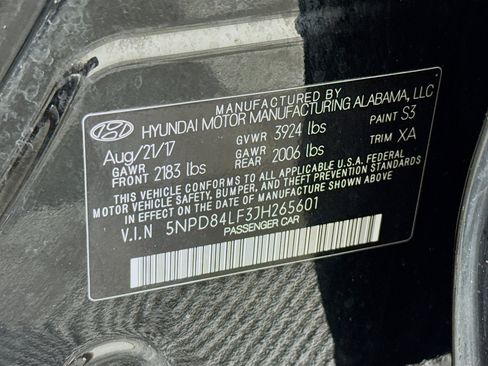 MANUFACTURED BY
HYUNDAI MOTOR MANUFACTURING ALABAMA, LLC
Aug/21/17 GVWR 3924 lbs PAINT S3
GAWR FRONT 2183 lbs GAWR REAR 2006 lbs TRIM XA
THIS VEHICLE CONFORMS TO ALL APPLICABLE U.S.A. FEDERAL
MOTOR VEHICLE SAFETY, BUMPER, AND THEFT PREVENTION STANDARDS
IN EFFECT ON THE DATE OF MANUFACTURE SHOWN ABOVE.
V.I.N 5NPD84LF3JH265601
PASSENGER CAR